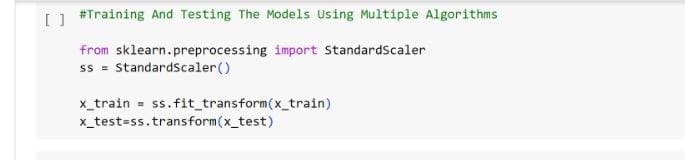 [ ] #Training And Testing The Models Using Multiple Algorithms
from sklearn.preprocessing import StandardScaler
ss = StandardScaler()
x_train = ss.fit_transform(x_train)
x_test=ss.transform(x_test)